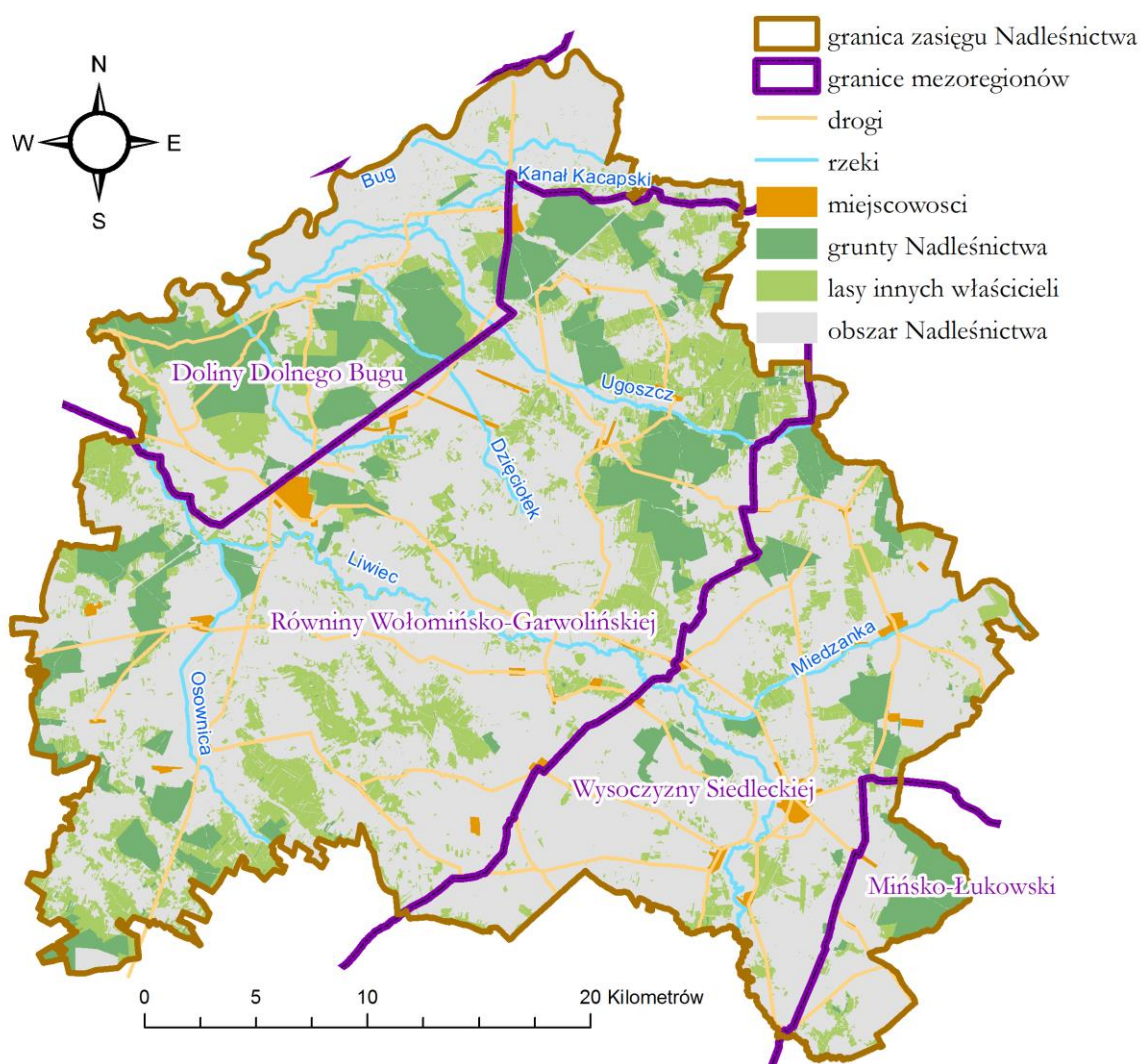 granica zasięgu Nadleśnictwa
granice mezoregionów
drogi
rzeki
miejscowosci
grunty Nadleśnictwa
lasy innych właścicieli
obszar Nadleśnictwa
N
W
E
S
Bug
Kanał Kacapski
Doliny Dolnego Bugu
Ugoszcz
Dzięciołek
Liwiec
Równiny Wołomińsko-Garwolińskiej
Miedzanka
Osownica
Wysoczyzny Siedleckiej
Mińsko-Łukowski
0 5 10 20 Kilometrów